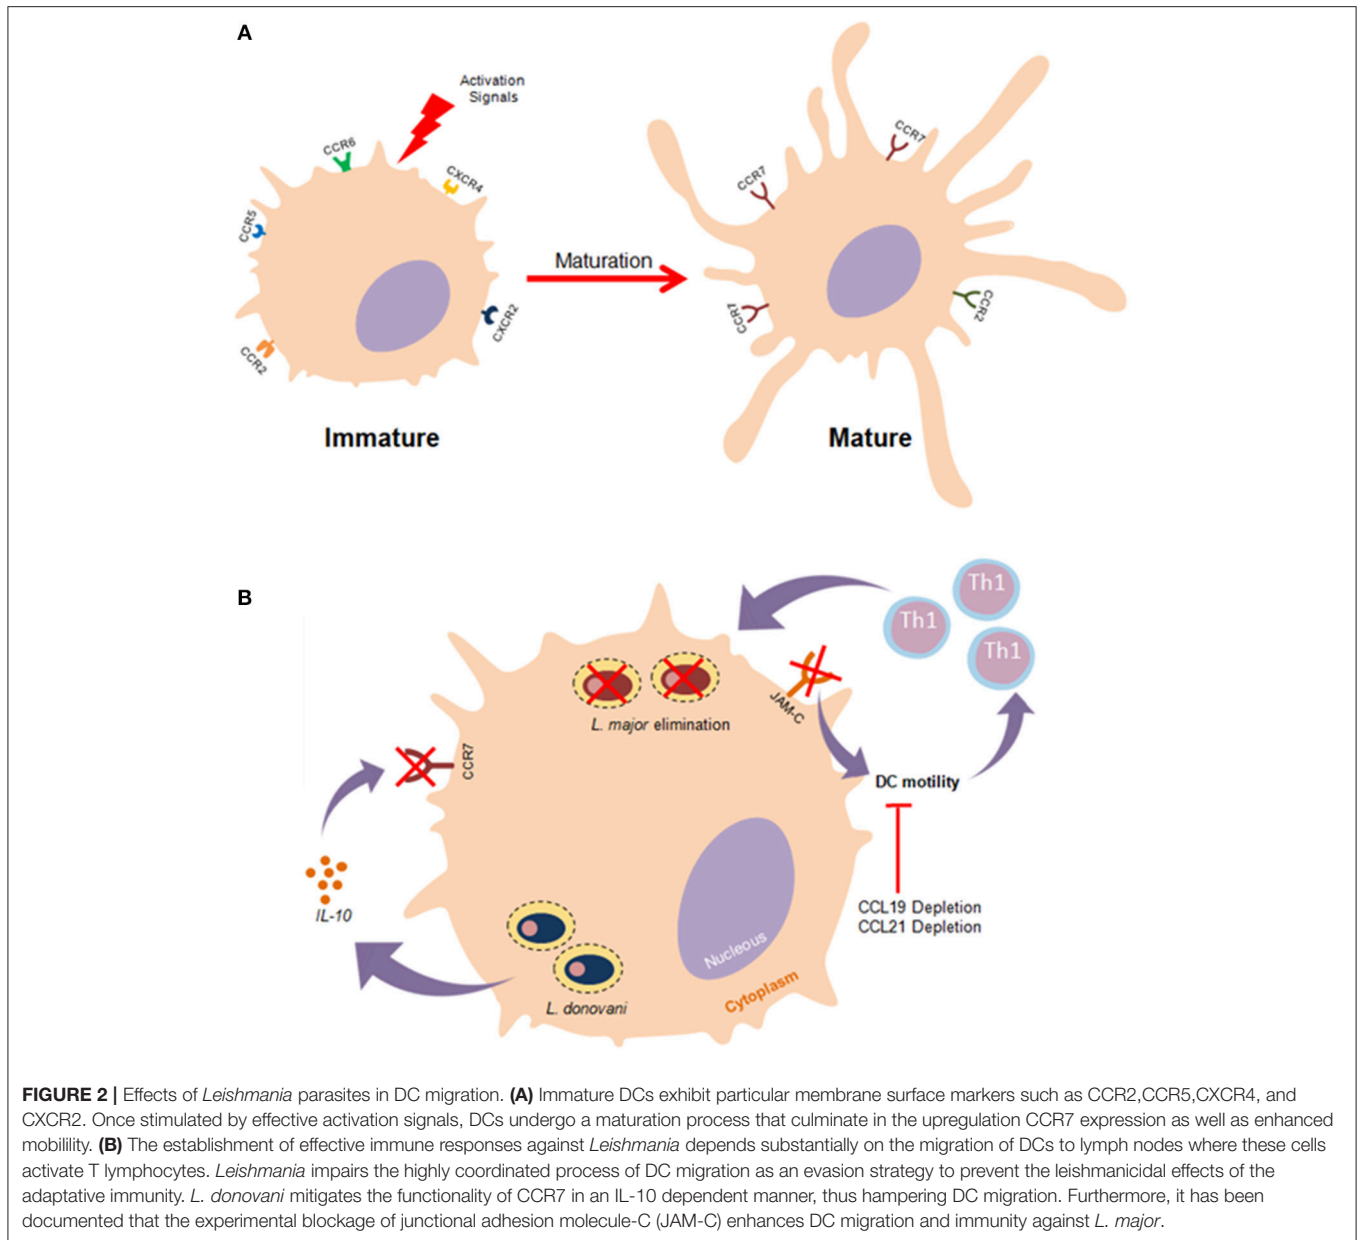 A
Activation
Signals
CCR6
CXCR4
CCR5
CXCR2
CCR2
Maturation
CCR7
CCR7
CCR7
CCR2
Immature
Mature
B
Th1
Th1
Th1
JAM-C
L. major elimination
CCR7
DC motility
IL-10
CCL19 Depletion
CCL21 Depletion
Nucleous
Cytoplasm
L. donovani
FIGURE 2 | Effects of Leishmania parasites in DC migration. (A) Immature DCs exhibit particular membrane surface markers such as CCR2,CCR5,CXCR4, and
CXCR2. Once stimulated by effective activation signals, DCs undergo a maturation process that culminate in the upregulation CCR7 expression as well as enhanced
mobilility. (B) The establishment of effective immune responses against Leishmania depends substantially on the migration of DCs to lymph nodes where these cells
activate T lymphocytes. Leishmania impairs the highly coordinated process of DC migration as an evasion strategy to prevent the leishmanicidal effects of the
adaptative immunity. L. donovani mitigates the functionality of CCR7 in an IL-10 dependent manner, thus hampering DC migration. Furthermore, it has been
documented that the experimental blockage of junctional adhesion molecule-C (JAM-C) enhances DC migration and immunity against L. major.